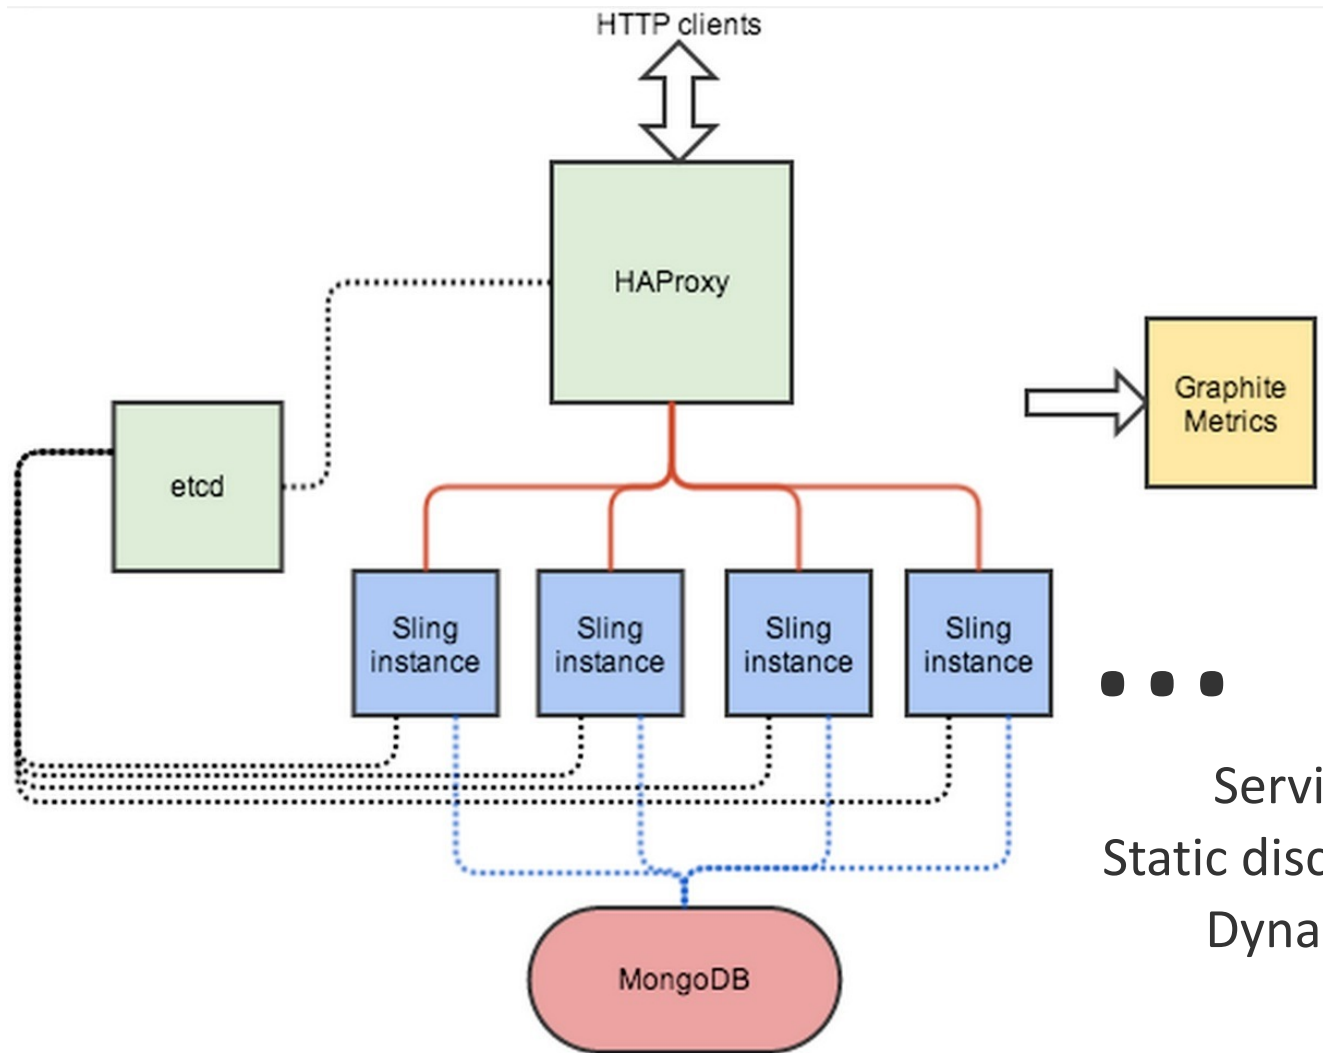 HTTP clients
HAProxy
Graphite
Metrics
etcd
Sling
instance
Sling
instance
Sling
instance
Sling
instance
Servi
Static disc
Dyna
MongoDB